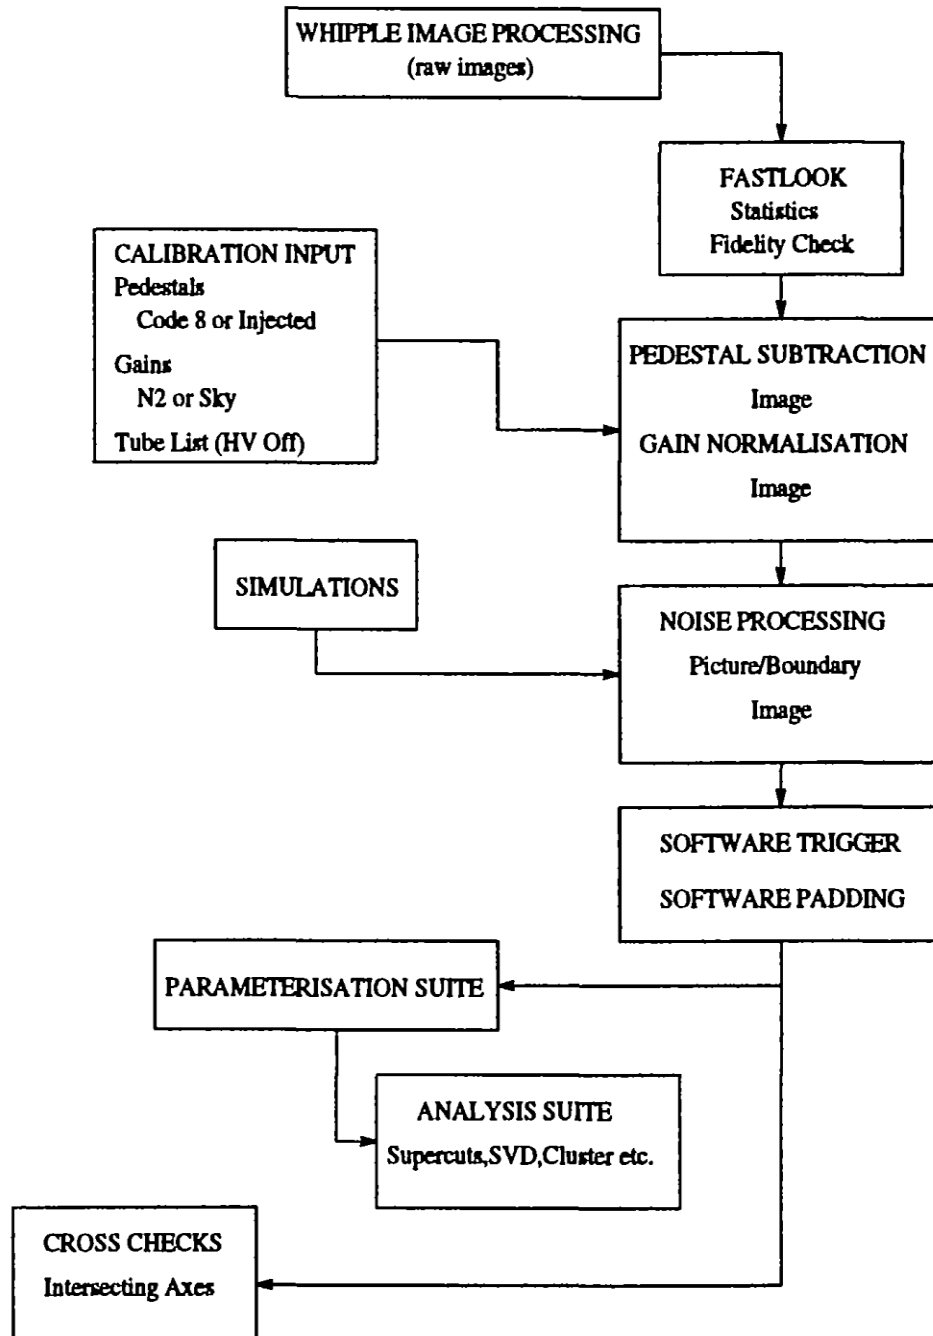 WHIPPLE IMAGE PROCESSING
(raw images)
FASTLOOK
Statistics
Fidelity Check
CALIBRATION INPUT
Pedestals
Code 8 or Injected
Gains
N2 or Sky
Tube List (HV Off)
PEDESTAL SUBTRACTION
Image
GAIN NORMALISATION
Image
SIMULATIONS
NOISE PROCESSING
Picture/Boundary
Image
SOFTWARE TRIGGER
SOFTWARE PADDING
PARAMETERISATION SUITE
ANALYSIS SUITE
Supercuts,SVD,Cluster etc.
CROSS CHECKS
Intersecting Axes